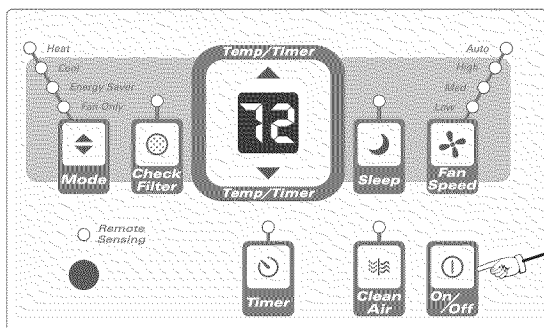 Temp/Timer
Heat
Cool
Energy Saver
Fan Only
Auto
High
Med
Low
72
Mode
Check
Filter
Temp/Timer
Sleep
Fan
Speed
Remote
Sensing
Timer
Clean
Air
On/
Off